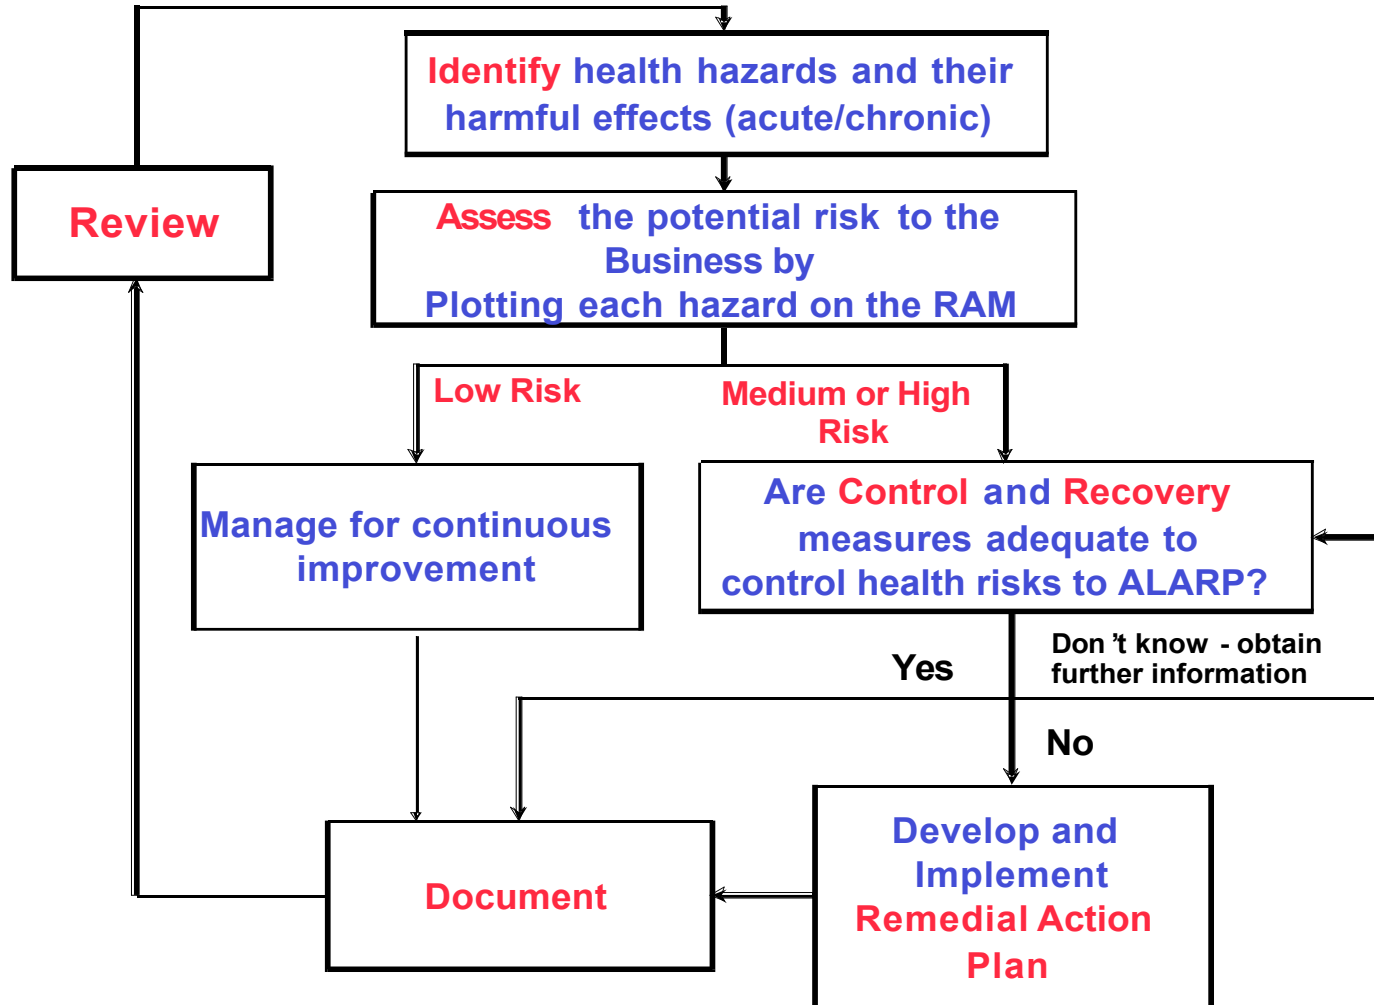 Identify health hazards and their
harmful effects (acute/chronic)
Review
Assess the potential risk to the
Business by
Plotting each hazard on the RAM
Low Risk
Medium or High
Risk
Manage for continuous
improvement
Are Control and Recovery
measures adequate to
control health risks to ALARP?
Yes
Don't know - obtain
further information
No
Document
Develop and
Implement
Remedial Action
Plan